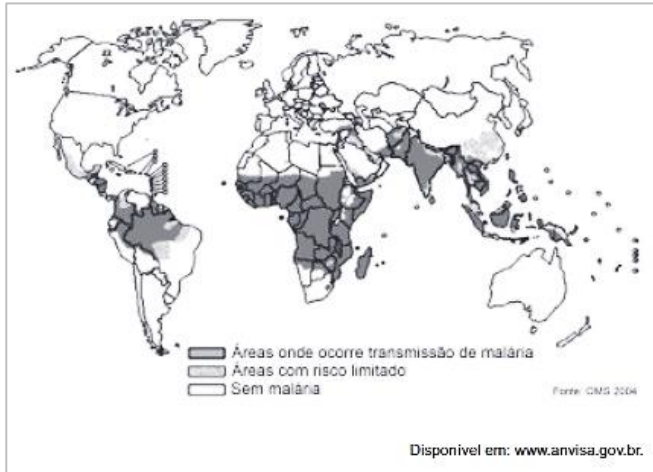 Áreas onde ocorre transmissão de malária
Áreas com risco limitado
Sem malária
Fonte: OMS 2004
Disponivel em: www.anvisa.gov.br.